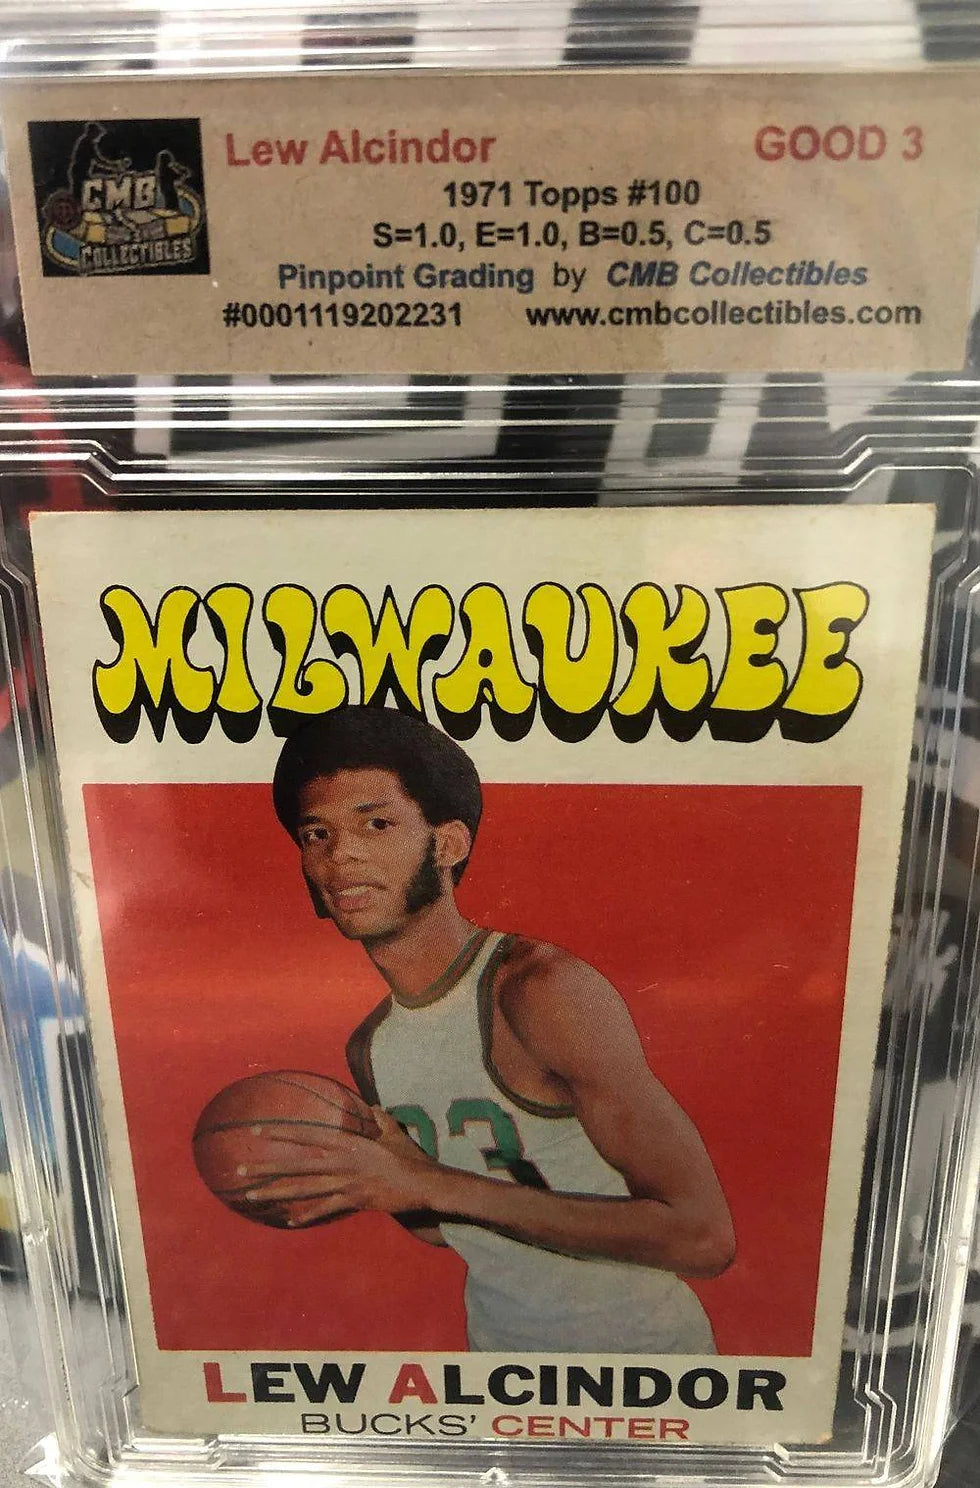 CMB
COLLECTIBLES
Lew Alcindor GOOD 3
1971 Topps #100
S=1.0, E=1.0, B=0.5, C=0.5
Pinpoint Grading by CMB Collectibles
#0001119202231 www.cmbcollectibles.com
MILWAUKEE
33
LEW ALCINDOR
BUCKS' CENTER